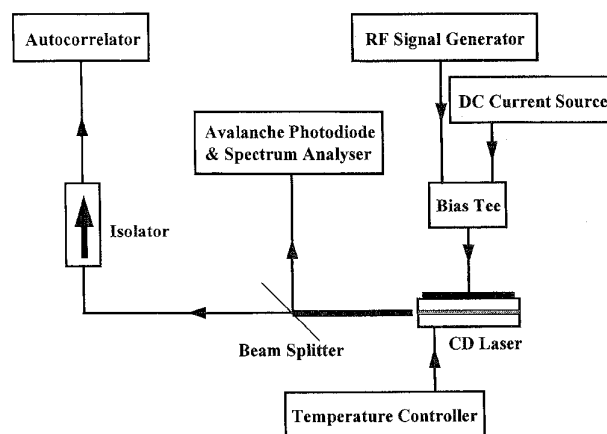 Autocorrelator
RF Signal Generator
DC Current Source
Avalanche Photodiode
& Spectrum Analyser
Bias Tee
Isolator
Beam Splitter
CD Laser
Temperature Controller